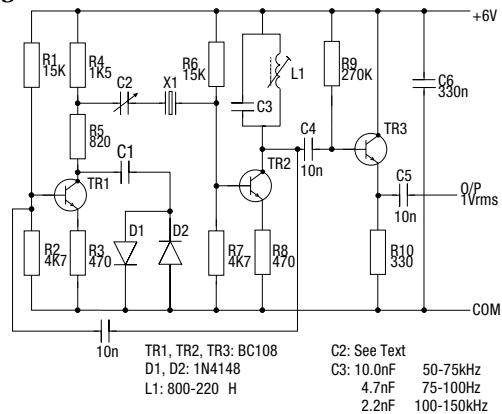 +6V
R1
15K
R4
1K5
R6
15K
C2
X1
L1
C3
R9
270K
C6
330n
R5
820
C1
C4
10n
TR3
TR1
TR2
C5
10n
O/P
1Vrms
D1
D2
R2
4K7
R3
470
R7
4K7
R8
470
R10
330
COM
10n
TR1, TR2, TR3: BC108
D1, D2: 1N4148
L1: 800-220 H
C2: See Text
C3: 10.0nF 50-75kHz
4.7nF 75-100Hz
2.2nF 100-150kHz